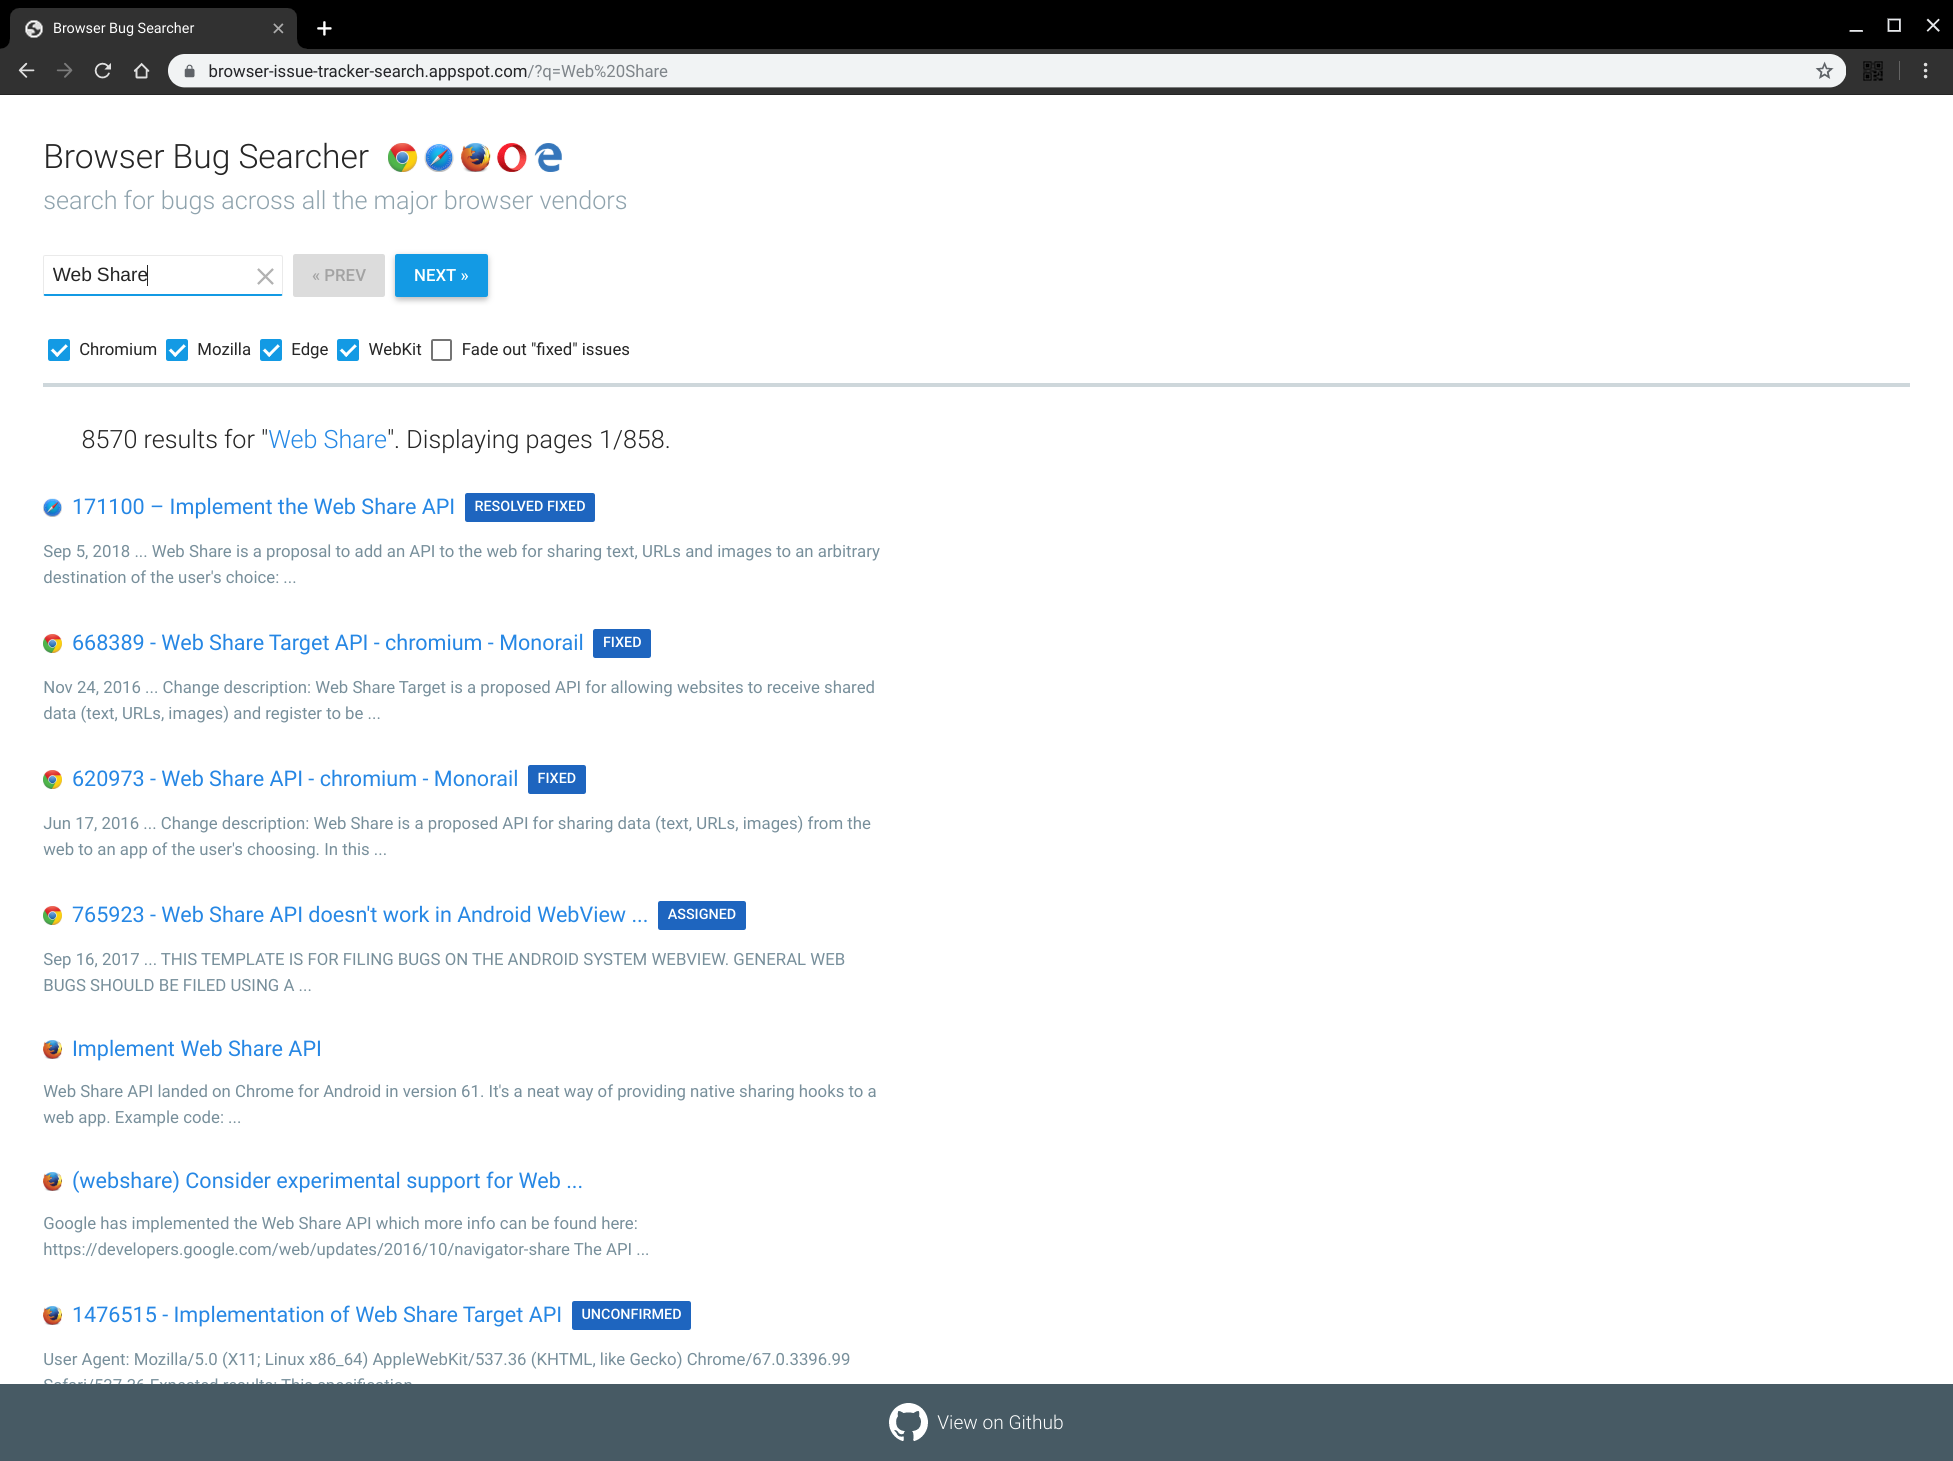 Browser Bug Searcher
browser-issue-tracker-search.appspot.com/?q=Web%20Share
Browser Bug Searcher
search for bugs across all the major browser vendors
Web Share
« PREV
NEXT »
Chromium
Mozilla
Edge
WebKit
Fade out "fixed" issues
8570 results for "Web Share". Displaying pages 1/858.
171100 – Implement the Web Share API RESOLVED FIXED
Sep 5, 2018 ... Web Share is a proposal to add an API to the web for sharing text, URLs and images to an arbitrary
destination of the user's choice: ...
668389 - Web Share Target API - chromium - Monorail FIXED
Nov 24, 2016 ... Change description: Web Share Target is a proposed API for allowing websites to receive shared
data (text, URLs, images) and register to be ...
620973 - Web Share API - chromium - Monorail FIXED
Jun 17, 2016 ... Change description: Web Share is a proposed API for sharing data (text, URLs, images) from the
web to an app of the user's choosing. In this ...
765923 - Web Share API doesn't work in Android WebView ... ASSIGNED
Sep 16, 2017 ... THIS TEMPLATE IS FOR FILING BUGS ON THE ANDROID SYSTEM WEBVIEW. GENERAL WEB
BUGS SHOULD BE FILED USING A ...
Implement Web Share API
Web Share API landed on Chrome for Android in version 61. It's a neat way of providing native sharing hooks to a
web app. Example code: ...
(webshare) Consider experimental support for Web ...
Google has implemented the Web Share API which more info can be found here:
https://developers.google.com/web/updates/2016/10/navigator-share The API ...
1476515 - Implementation of Web Share Target API UNCONFIRMED
User Agent: Mozilla/5.0 (X11; Linux x86_64) AppleWebKit/537.36 (KHTML, like Gecko) Chrome/67.0.3396.99
View on Github